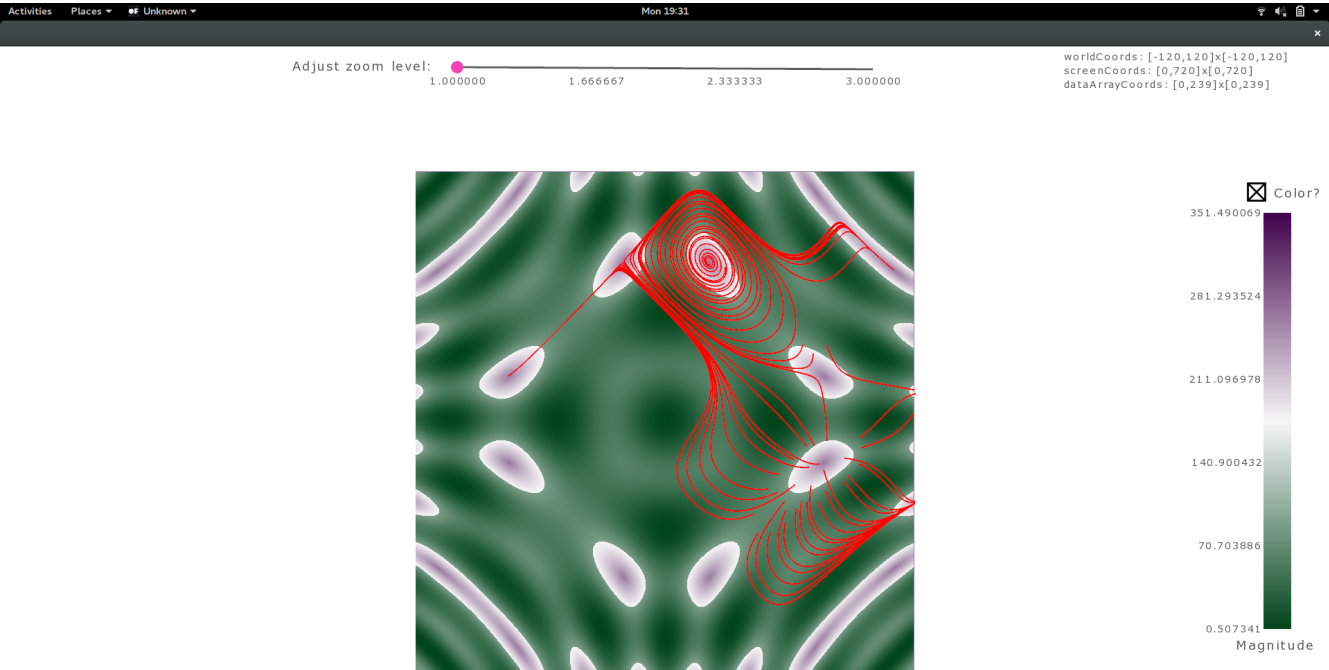 Activities Places Unknown Mon 19:31
Adjust zoom level:
1.000000 1.666667 2.333333 3.000000
worldCoords: [-120,120]x[-120,120]
screenCoords: [0,720]x[0,720]
dataArrayCoords: [0,239]x[0,239]
Color?
351.490069
281.293524
211.096978
140.900432
70.703886
0.507341
Magnitude